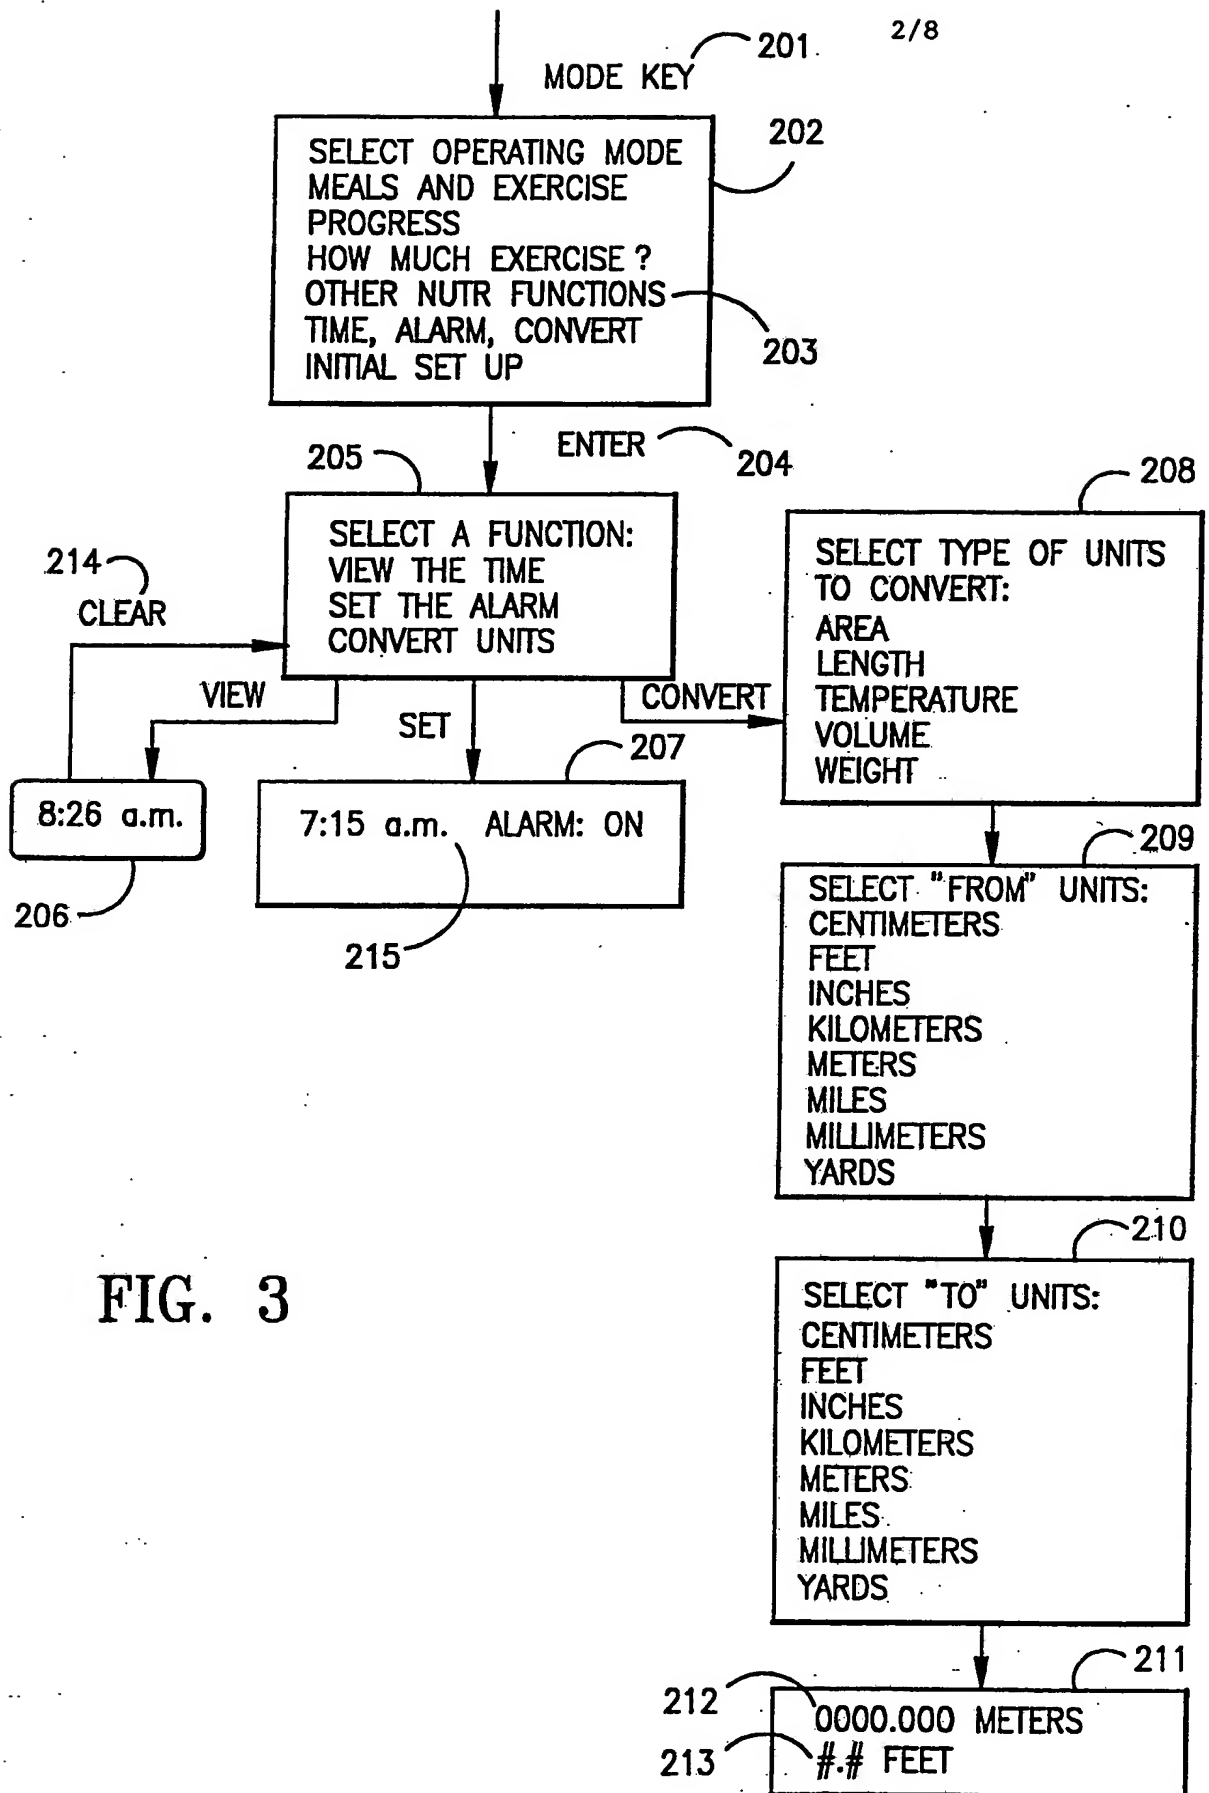 2/8
201
MODE KEY
202
SELECT OPERATING MODE
MEALS AND EXERCISE
PROGRESS
HOW MUCH EXERCISE?
OTHER NUTR FUNCTIONS
TIME, ALARM, CONVERT
INITIAL SET UP
203
ENTER
204
205
SELECT A FUNCTION:
VIEW THE TIME
SET THE ALARM
CONVERT UNITS
214
CLEAR
VIEW
SET
CONVERT
8:26 a.m.
206
207
7:15 a.m. ALARM: ON
215
208
SELECT TYPE OF UNITS
TO CONVERT:
AREA
LENGTH
TEMPERATURE
VOLUME
WEIGHT
209
SELECT "FROM" UNITS:
CENTIMETERS
FEET
INCHES
KILOMETERS
METERS
MILES
MILLIMETERS
YARDS
210
SELECT "TO" UNITS:
CENTIMETERS
FEET
INCHES
KILOMETERS
METERS
MILES
MILLIMETERS
YARDS
211
212
0000.000 METERS
213
#.# FEET
FIG. 3